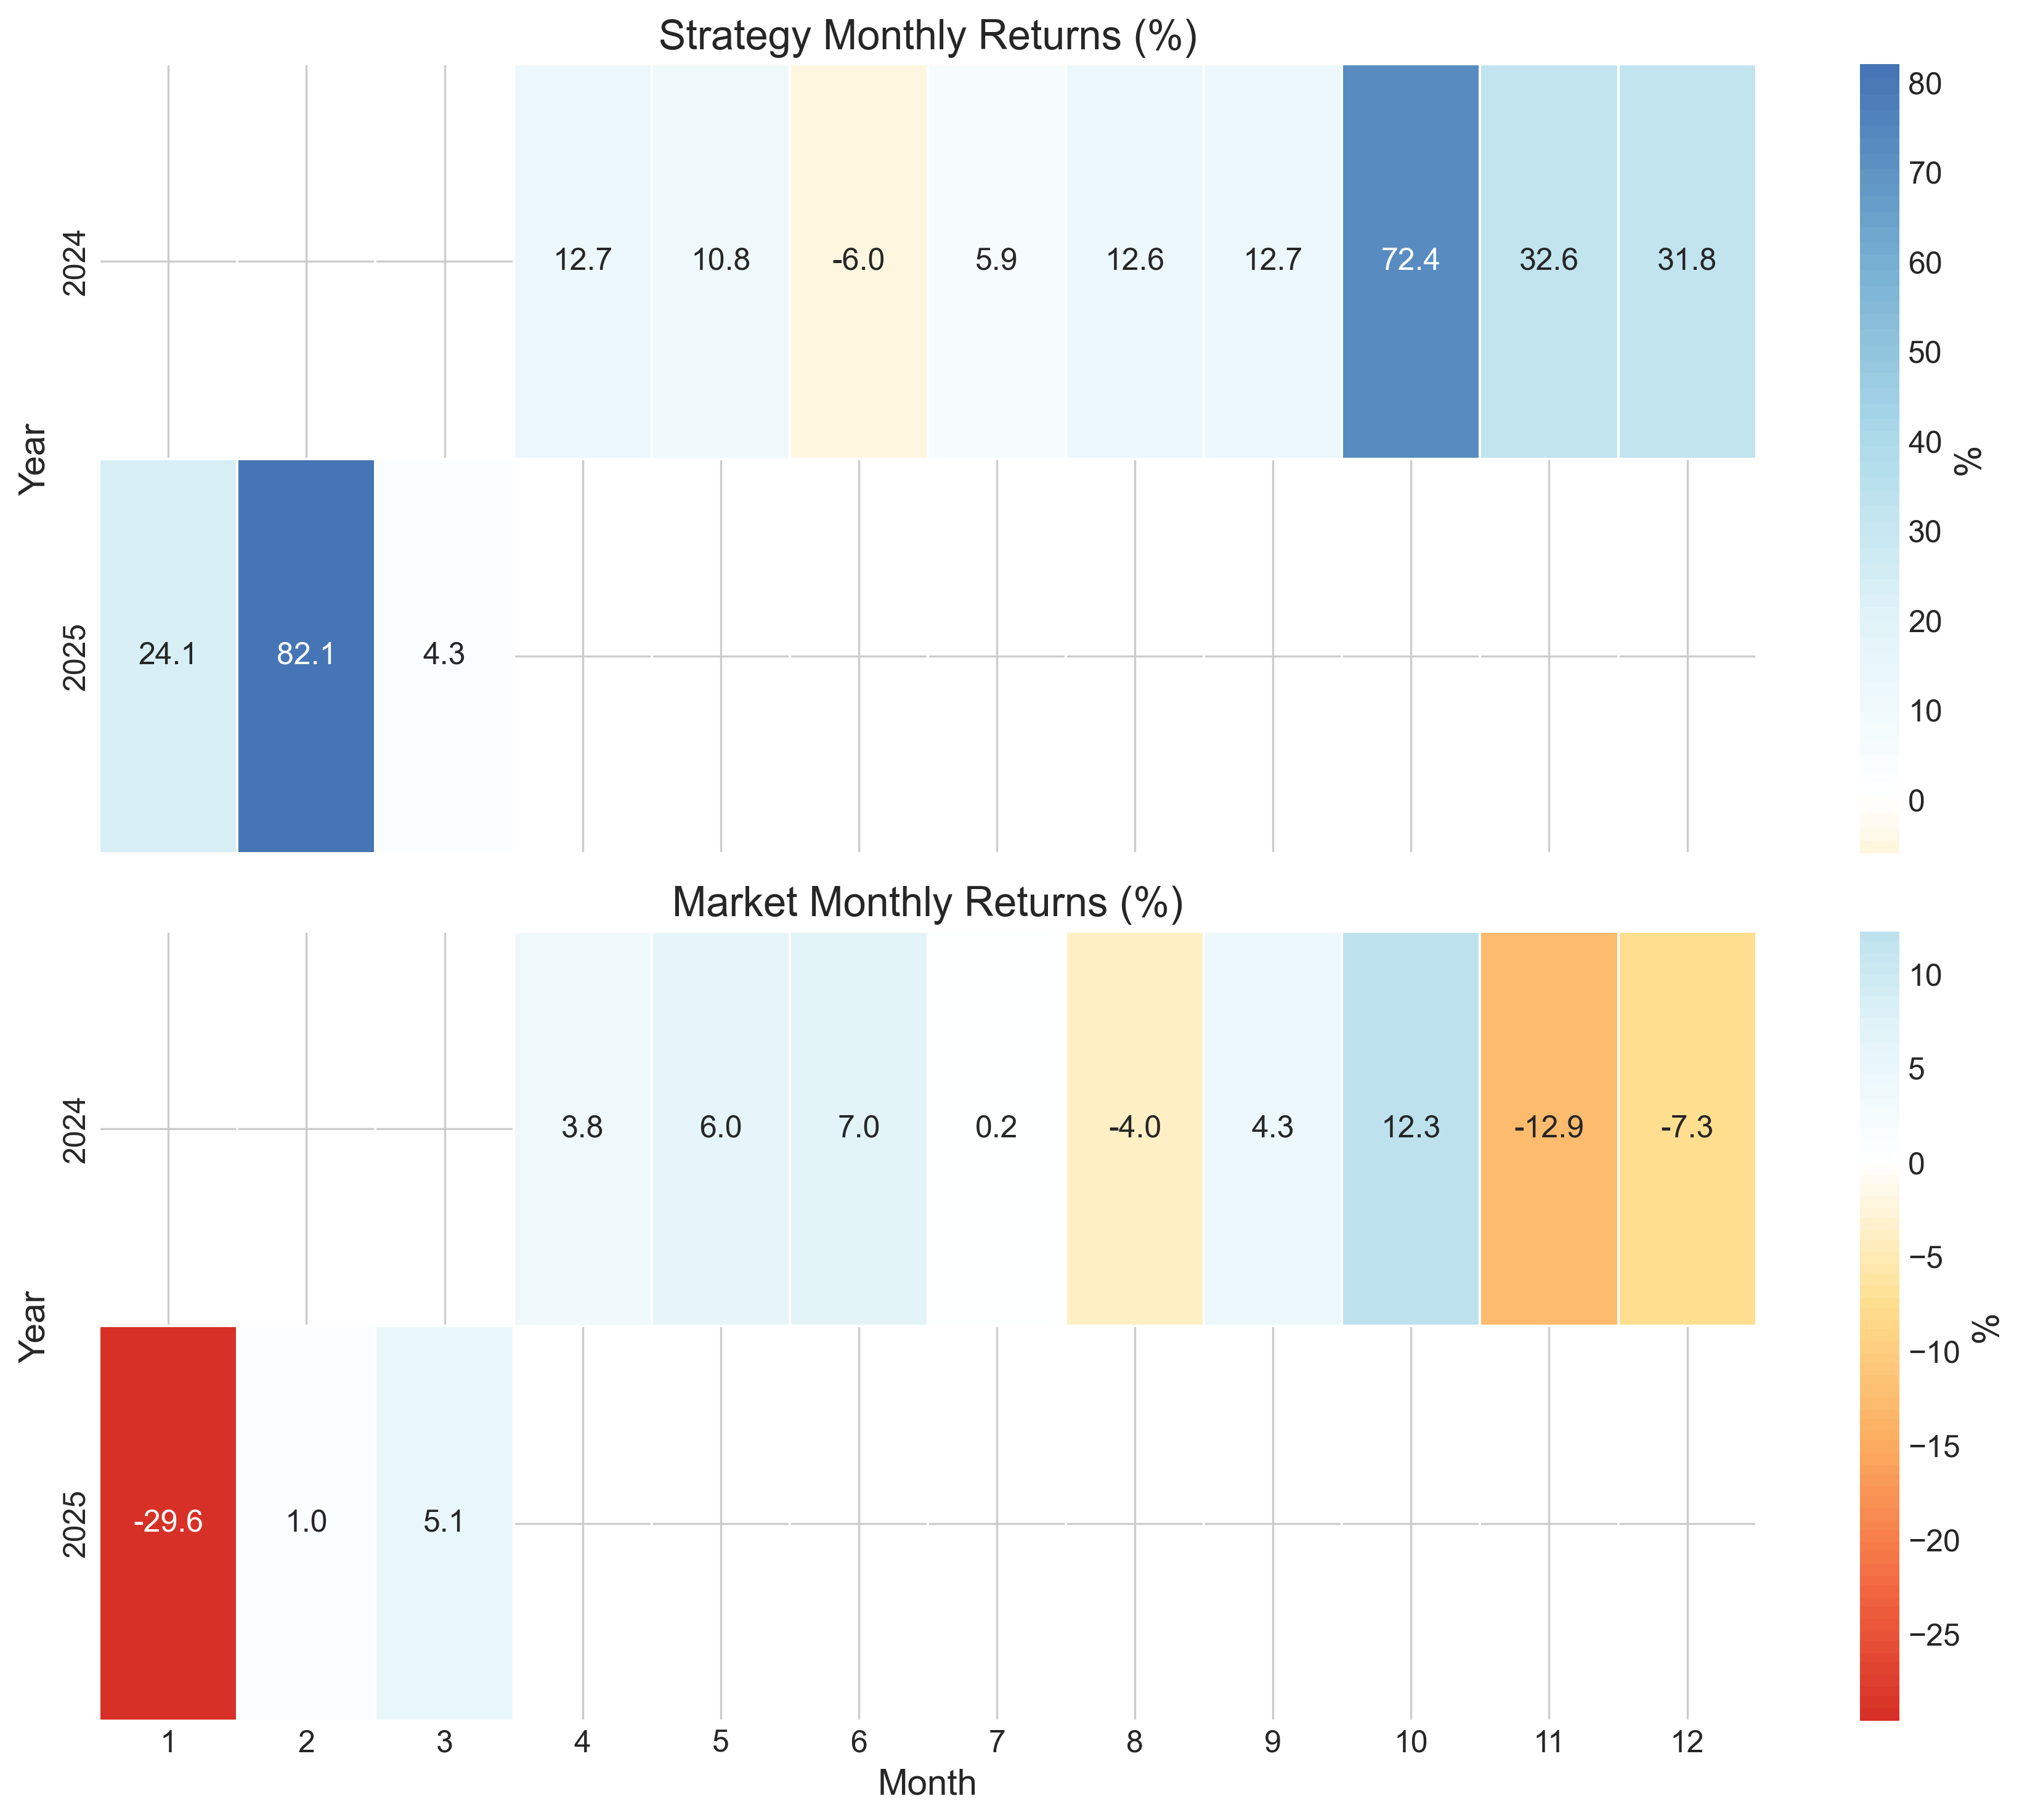 Strategy Monthly Returns (%)
2024
12.7 10.8 -6.0 5.9 12.6 12.7 72.4 32.6 31.8
Year
2025
24.1 82.1 4.3
80
70
60
50
40
30
20
10
0
%
Market Monthly Returns (%)
2024
3.8 6.0 7.0 0.2 -4.0 4.3 12.3 -12.9 -7.3
Year
2025
-29.6 1.0 5.1
1 2 3 4 5 6 7 8 9 10 11 12
Month
10
5
0
−5
−10
−15
−20
−25
%